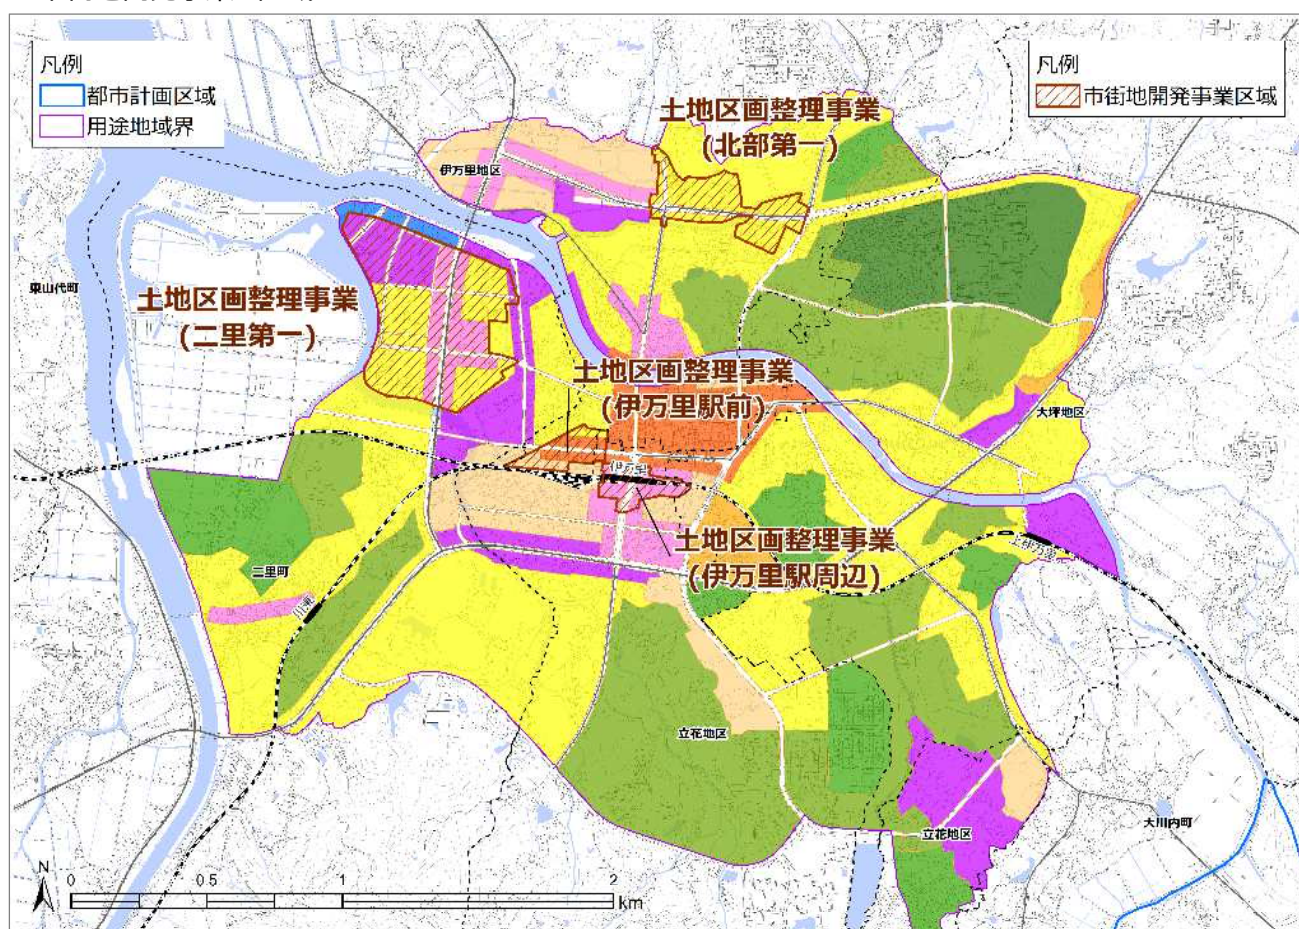 凡例
都市計画区域
用途地域界
凡例
市街地開発事業区域
土地区画整理事業
(北部第一)
伊万里地区
東山代町
土地区画整理事業
(二里第一)
土地区画整理事業
(伊万里駅前)
大坪地区
伊万里
土地区画整理事業
(伊万里駅周辺)
上伊万里
二里町
立花地区
立花地区
大川内町
N
0
0.5
1
2
km